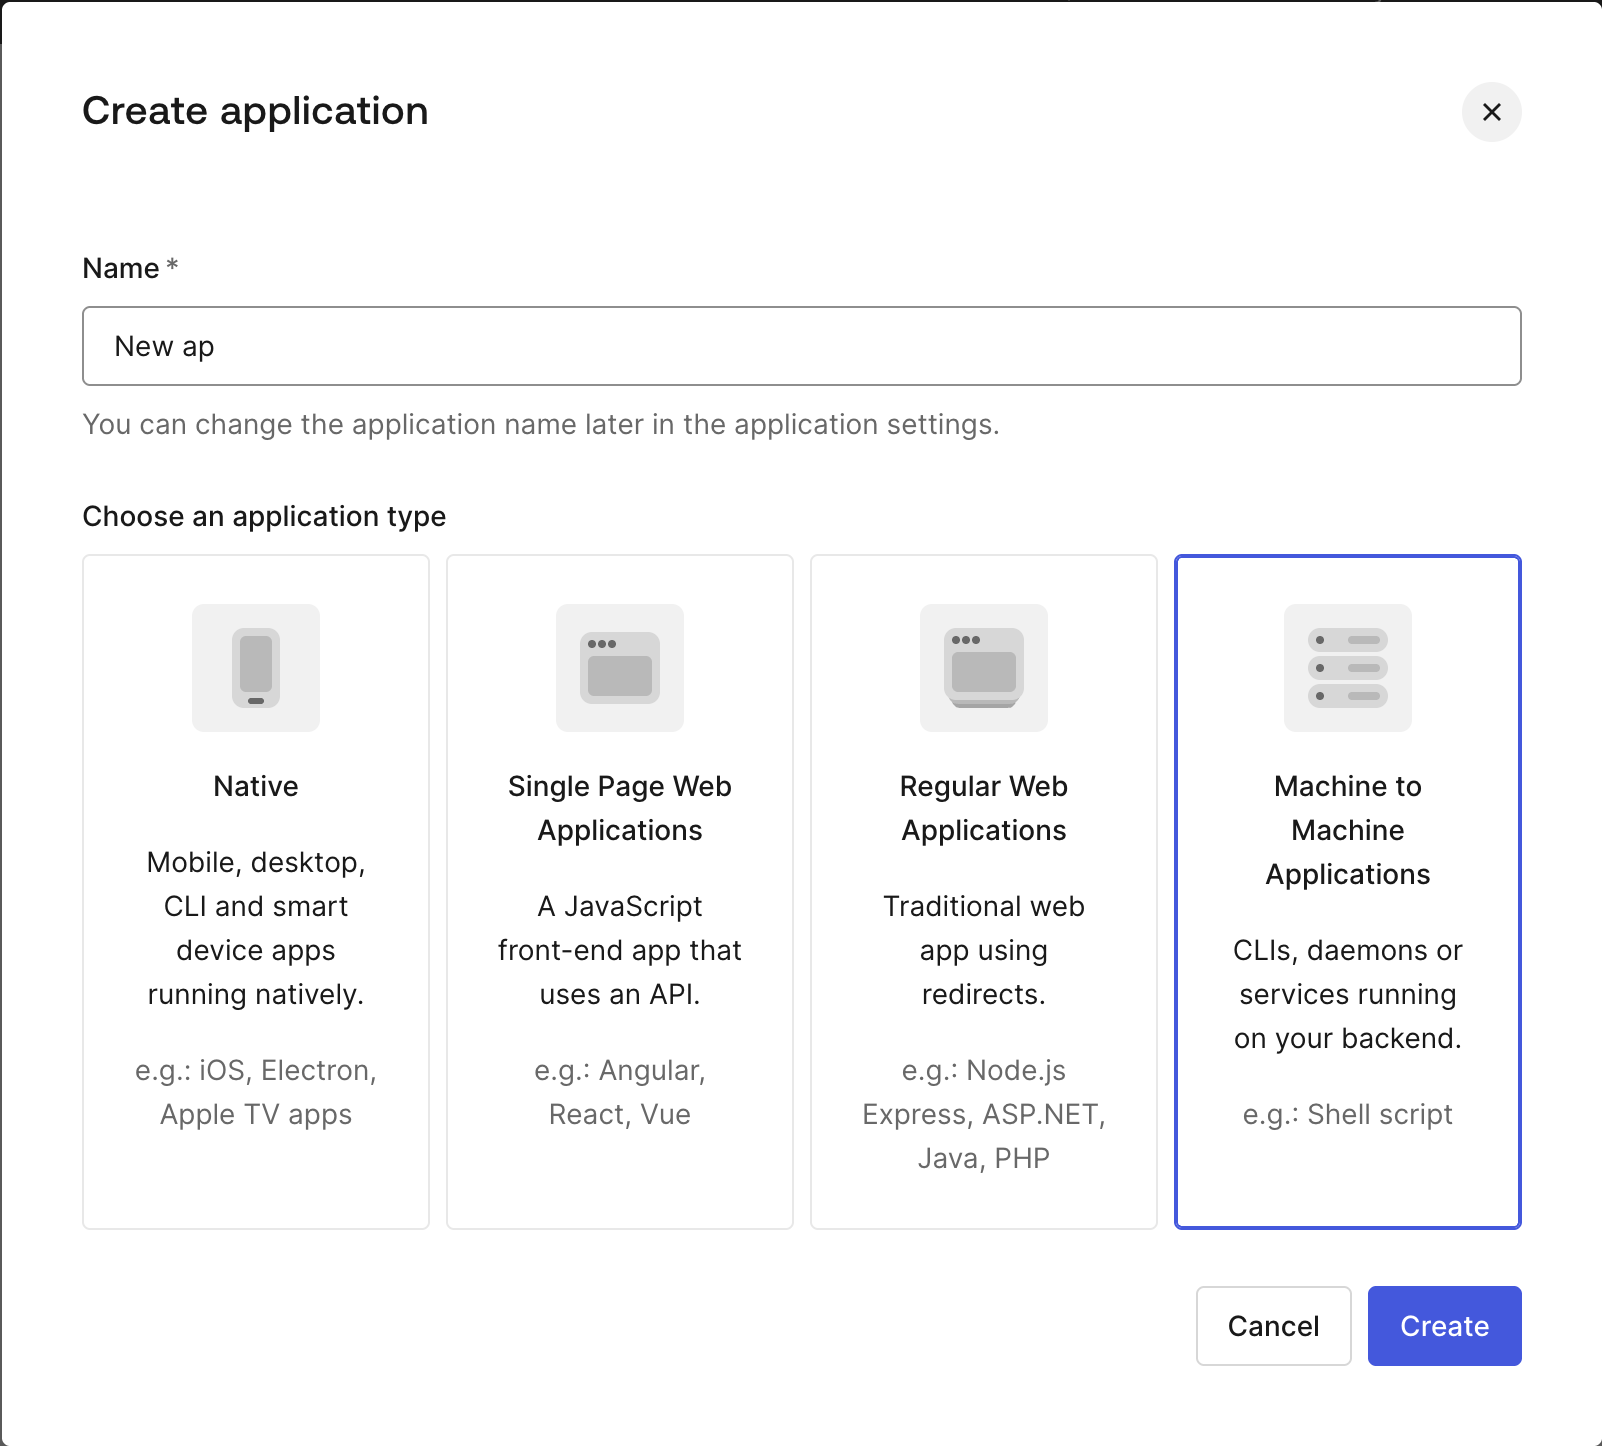 Create application
Name *
New ap
You can change the application name later in the application settings.
Choose an application type
Native
Mobile, desktop,
CLI and smart
device apps
running natively.
e.g.: iOS, Electron,
Apple TV apps
Single Page Web
Applications
A JavaScript
front-end app that
uses an API.
e.g.: Angular,
React, Vue
Regular Web
Applications
Traditional web
app using
redirects.
e.g.: Node.js
Express, ASP.NET,
Java, PHP
Machine to
Machine
Applications
CLIs, daemons or
services running
on your backend.
e.g.: Shell script
Cancel
Create